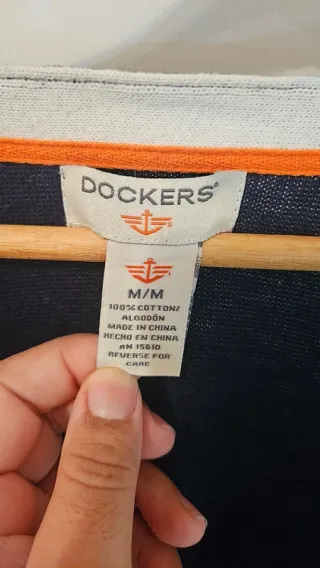 DOCKERS®
M/M
100% COTTON/
ALGODÓN
MADE IN CHINA
HECHO EN CHINA
RN 15610
REVERSE FOR
CARE